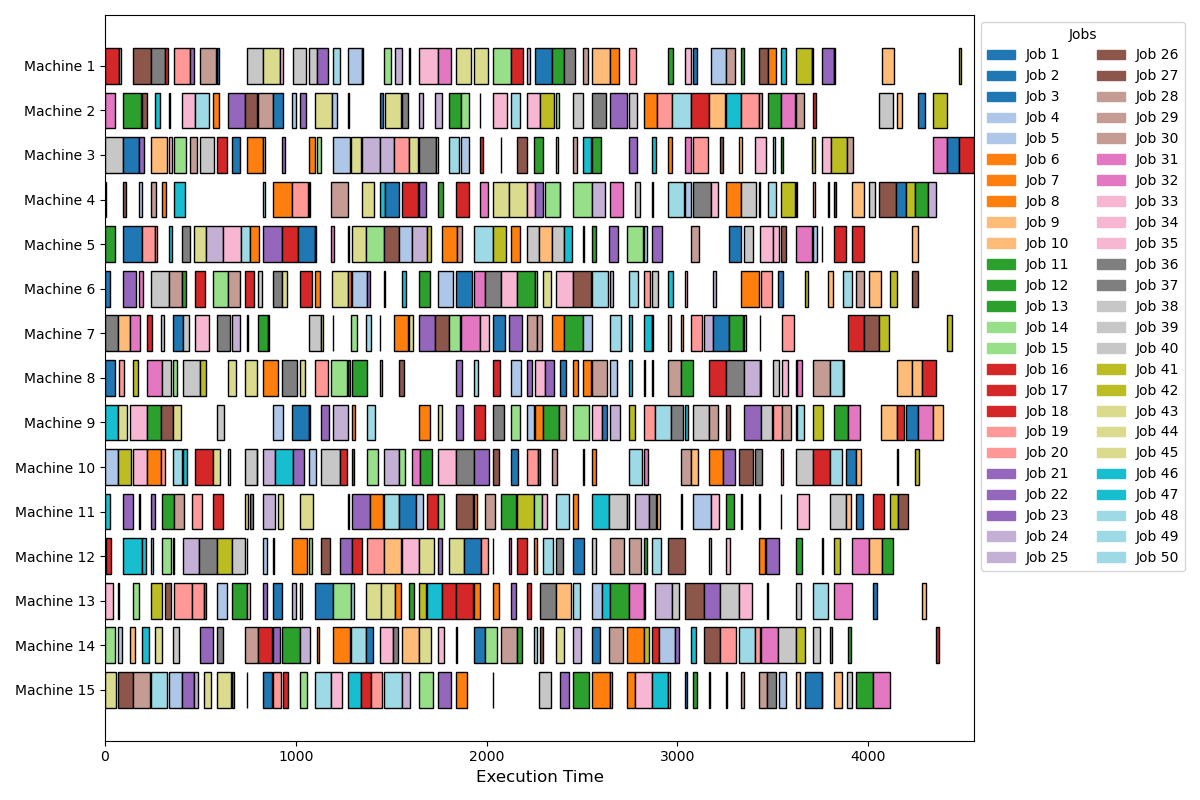 Machine 1
Machine 2
Machine 3
Machine 4
Machine 5
Machine 6
Machine 7
Machine 8
Machine 9
Machine 10
Machine 11
Machine 12
Machine 13
Machine 14
Machine 15
0 1000 2000 3000 4000
Execution Time
Jobs
Job 1 Job 26
Job 2 Job 27
Job 3 Job 28
Job 4 Job 29
Job 5 Job 30
Job 6 Job 31
Job 7 Job 32
Job 8 Job 33
Job 9 Job 34
Job 10 Job 35
Job 11 Job 36
Job 12 Job 37
Job 13 Job 38
Job 14 Job 39
Job 15 Job 40
Job 16 Job 41
Job 17 Job 42
Job 18 Job 43
Job 19 Job 44
Job 20 Job 45
Job 21 Job 46
Job 22 Job 47
Job 23 Job 48
Job 24 Job 49
Job 25 Job 50